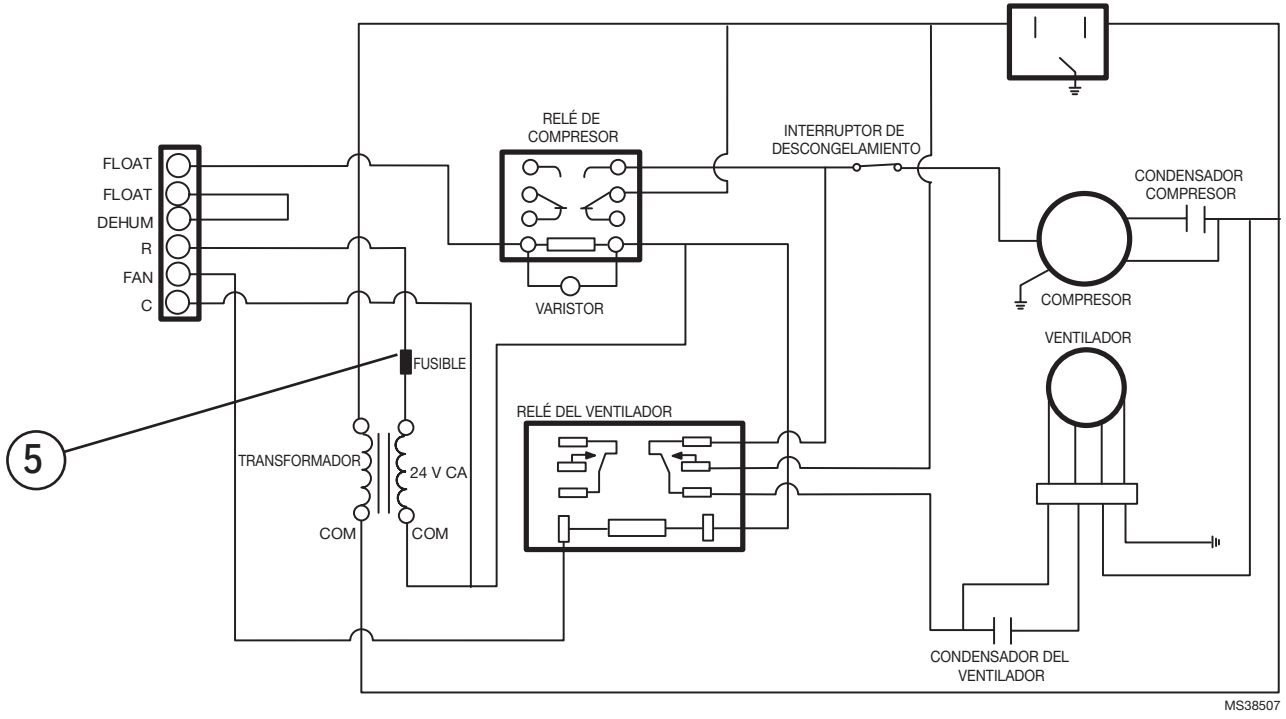 RELÉ DE
COMPRESOR
INTERRUPTOR DE
DESCONGELAMIENTO
FLOAT
FLOAT
DEHUM
R
FAN
C
CONDENSADOR
COMPRESOR
VARISTOR
COMPRESOR
VENTILADOR
FUSIBLE
RELÉ DEL VENTILADOR
5
TRANSFORMADOR
24 V CA
COM
COM
CONDENSADOR DEL
VENTILADOR
MS38507